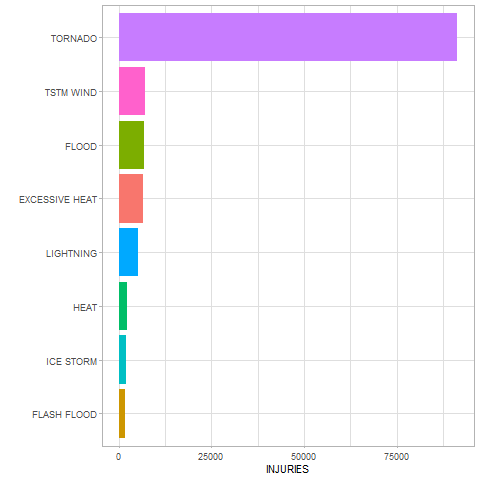 TORNADO
TSTM WIND
FLOOD
EXCESSIVE HEAT
LIGHTNING
HEAT
ICE STORM
FLASH FLOOD
0 25000 50000 75000
INJURIES